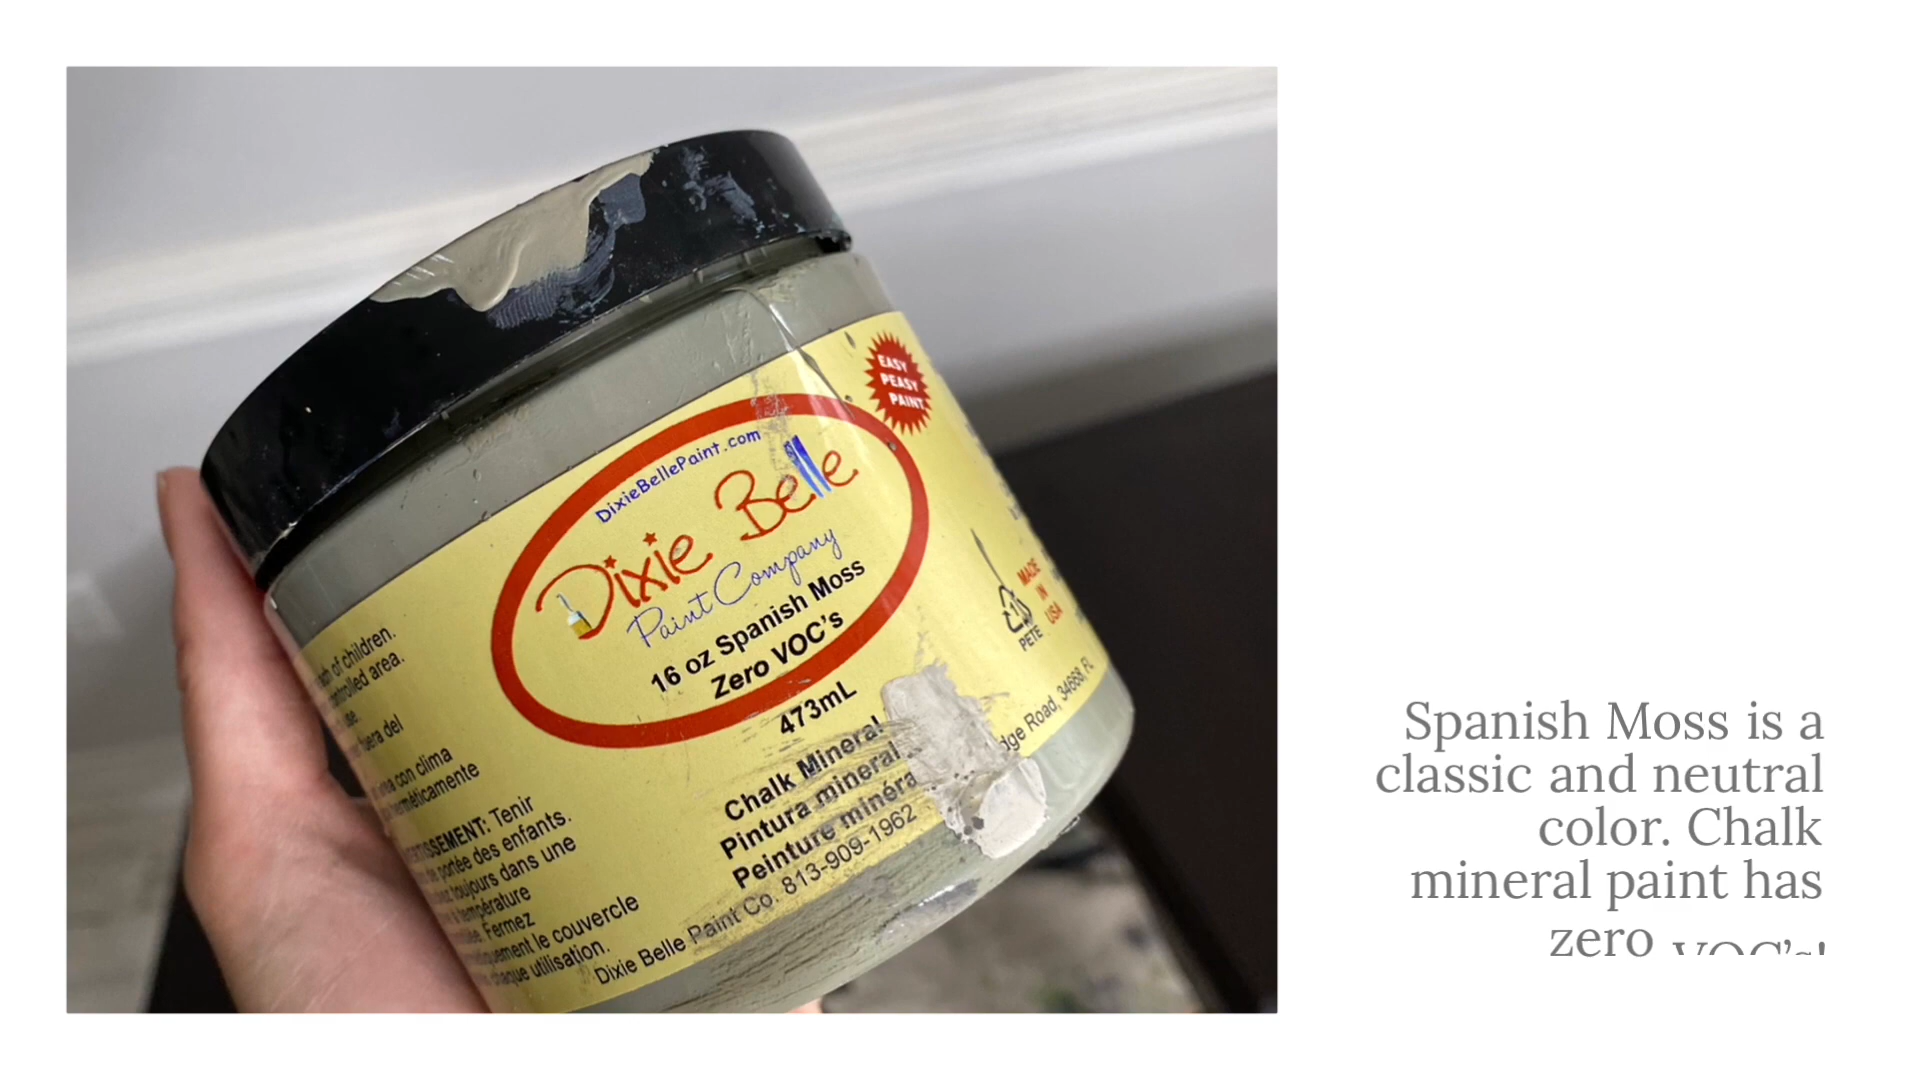 EASY
PEASY
PAINT
DixieBellePaint.com
Dixie Belle
Paint Company
16 oz Spanish Moss
Zero VOC's
473mL
Chalk Mineral
Pintura mineral
Peinture minéra
Dixie Belle Paint Co. 813-909-1962
of children.
area.
fuera del
con clima
herméticamente
Tenir
portée des enfants.
toujours dans une
température
Fermez
le couvercle
chaque utilisation.
PETE
MADE
IN
USA
Road, 34668, FL
Spanish Moss is a
classic and neutral
color. Chalk
mineral paint has
zero VOC's!